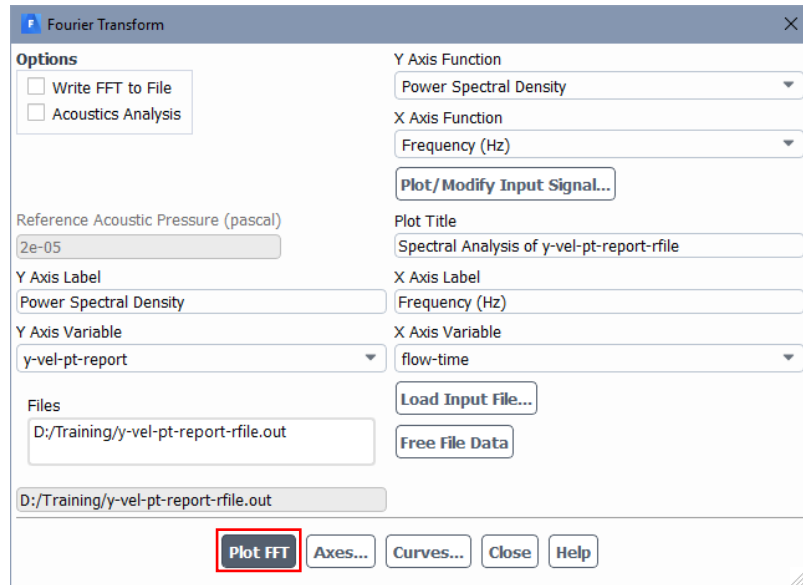 Fourier Transform
Options
Write FFT to File
Acoustics Analysis
Y Axis Function
Power Spectral Density
X Axis Function
Frequency (Hz)
Plot/Modify Input Signal...
Reference Acoustic Pressure (pascal)
2e-05
Plot Title
Spectral Analysis of y-vel-pt-report-rfile
Y Axis Label
Power Spectral Density
X Axis Label
Frequency (Hz)
Y Axis Variable
y-vel-pt-report
X Axis Variable
flow-time
Files
D:/Training/y-vel-pt-report-rfile.out
Load Input File...
Free File Data
D:/Training/y-vel-pt-report-rfile.out
Plot FFT Axes... Curves... Close Help